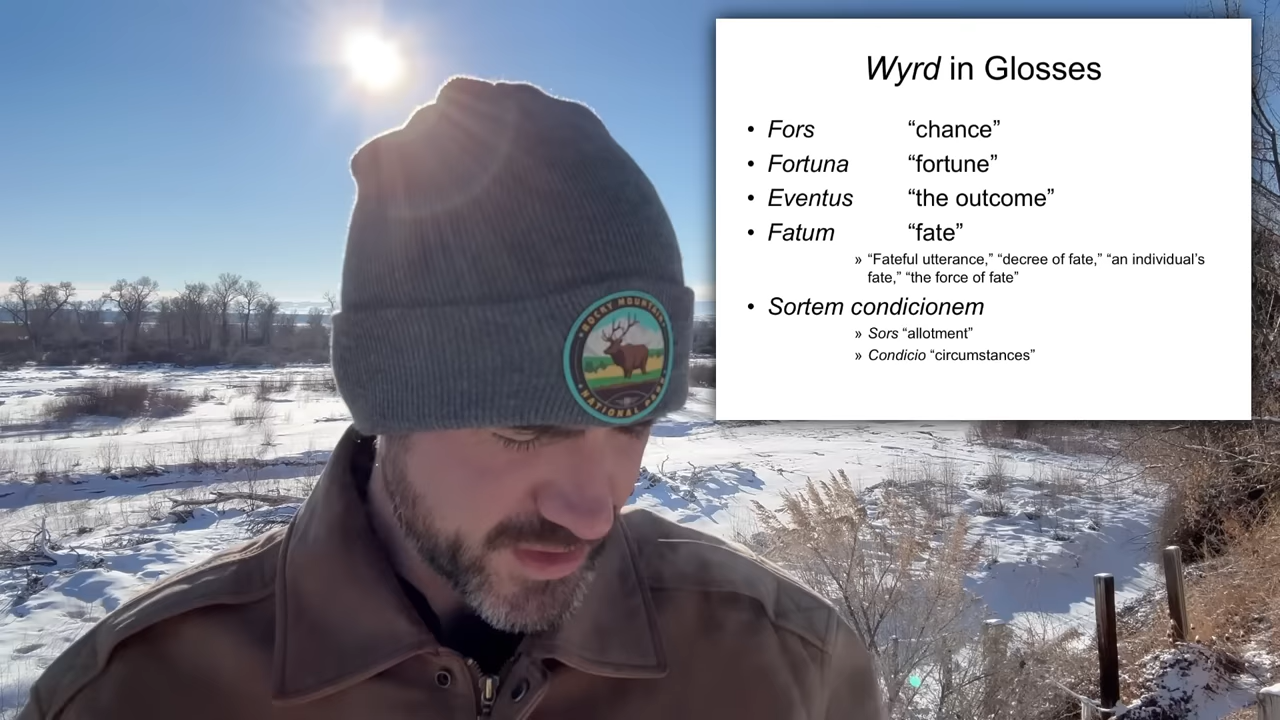 Wyrd in Glosses
• Fors “chance”
• Fortuna “fortune”
• Eventus “the outcome”
• Fatum “fate”
» “Fateful utterance,” “decree of fate,” “an individual’s
fate,” “the force of fate”
• Sortem condicionem
» Sors “allotment”
» Condicio “circumstances”
ROCKY MOUNTAIN
NATIONAL PARK